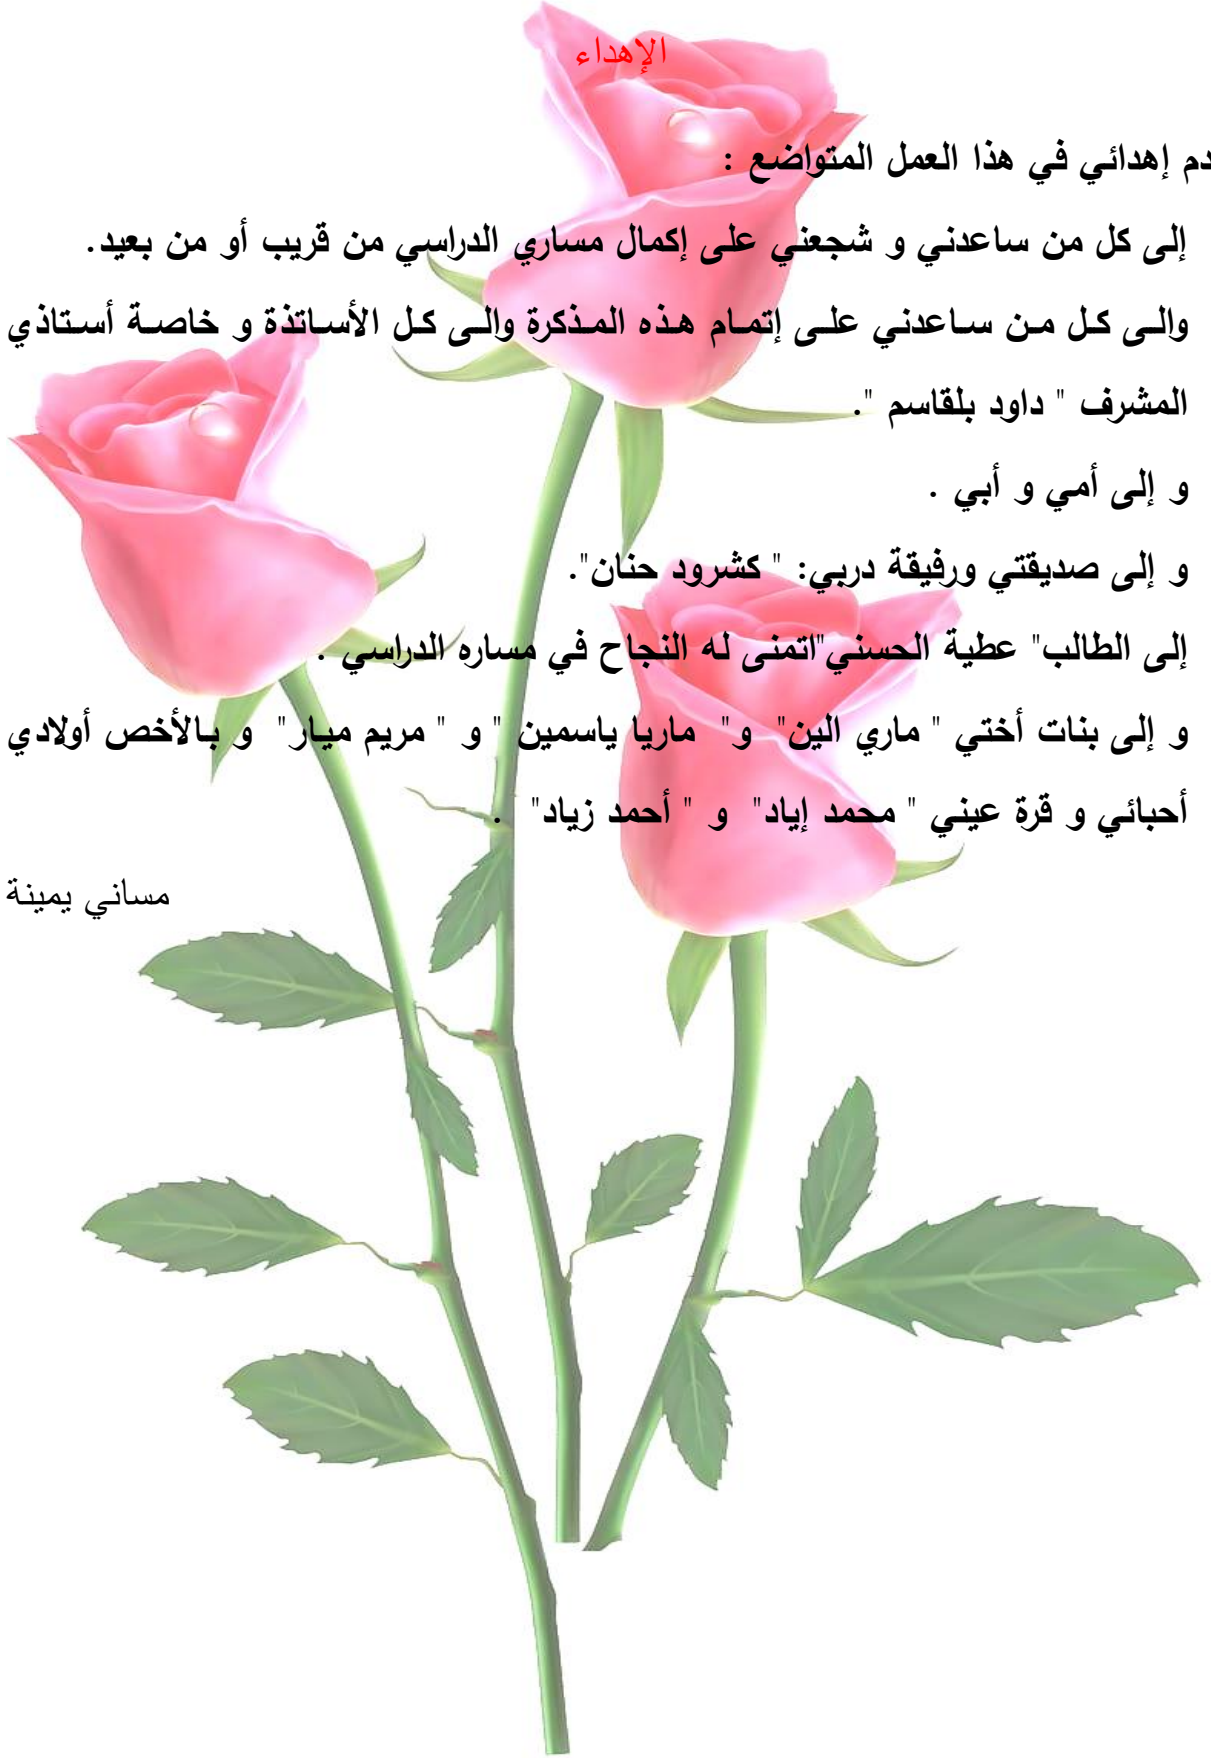 الإهداء
دم إهدائي في هذا العمل المتواضع :
إلى كل من ساعدني و شجعني على إكمال مساري الدراسي من قريب أو من بعيد.
والى كل من ساعدني على إتمام هذه المذكرة والى كل الأساتذة و خاصة أستاذي
المشرف " داود بلقاسم ".
و إلى أمي و أبي .
و إلى صديقتي ورفيقة دربي: " كشرود حنان".
إلى الطالب" عطية الحسني"اتمنى له النجاح في مساره الدراسي .
و إلى بنات أختي " ماري الين" و" ماريا ياسمين " و " مريم ميار" و بالأخص أولادي
أحبائي و قرة عيني " محمد إياد" و " أحمد زياد" .
مساني يمينة